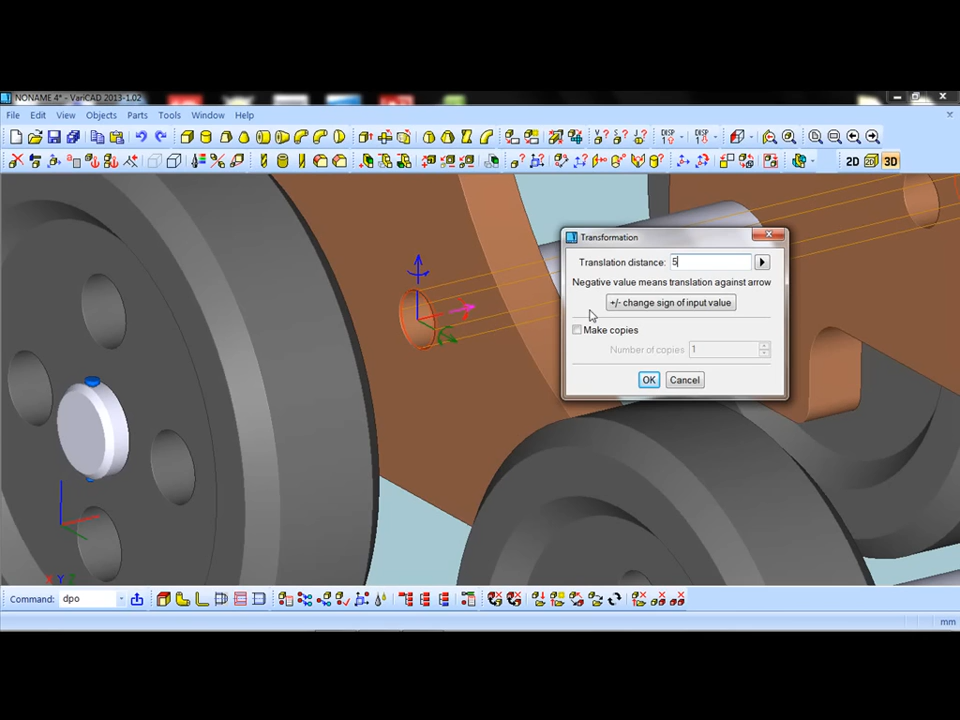 NONAME 4* - VariCAD 2013-1.02
File Edit View Objects Parts Tools Window Help
DISP DISP
2D 3D
Transformation
Translation distance: 5
Negative value means translation against arrow
+/- change sign of input value
Make copies
Number of copies 1
OK Cancel
X Y Z
Command: dpo
mm